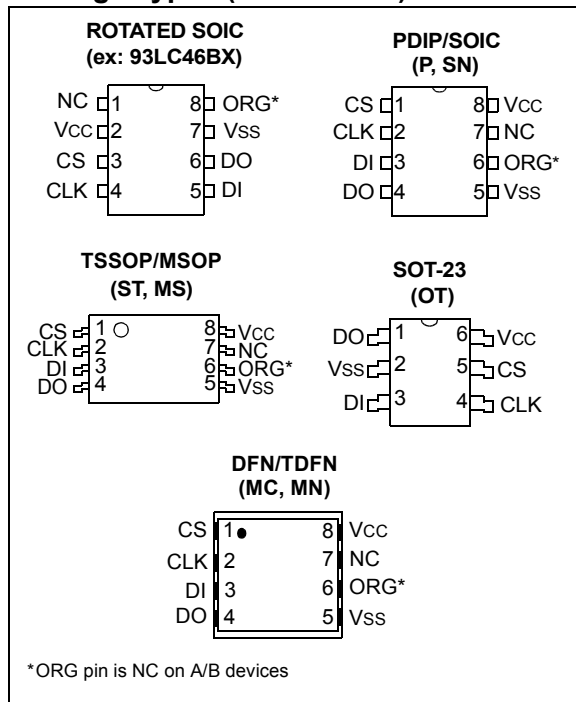 ROTATED SOIC
(ex: 93LC46BX)
NC 1 8 ORG*
VCC 2 7 VSS
CS 3 6 DO
CLK 4 5 DI
PDIP/SOIC
(P, SN)
CS 1 8 VCC
CLK 2 7 NC
DI 3 6 ORG*
DO 4 5 VSS
TSSOP/MSOP
(ST, MS)
CS 1 8 VCC
CLK 2 7 NC
DI 3 6 ORG*
DO 4 5 VSS
SOT-23
(OT)
DO 1 6 VCC
VSS 2 5 CS
DI 3 4 CLK
DFN/TDFN
(MC, MN)
CS 1 8 VCC
CLK 2 7 NC
DI 3 6 ORG*
DO 4 5 VSS
*ORG pin is NC on A/B devices